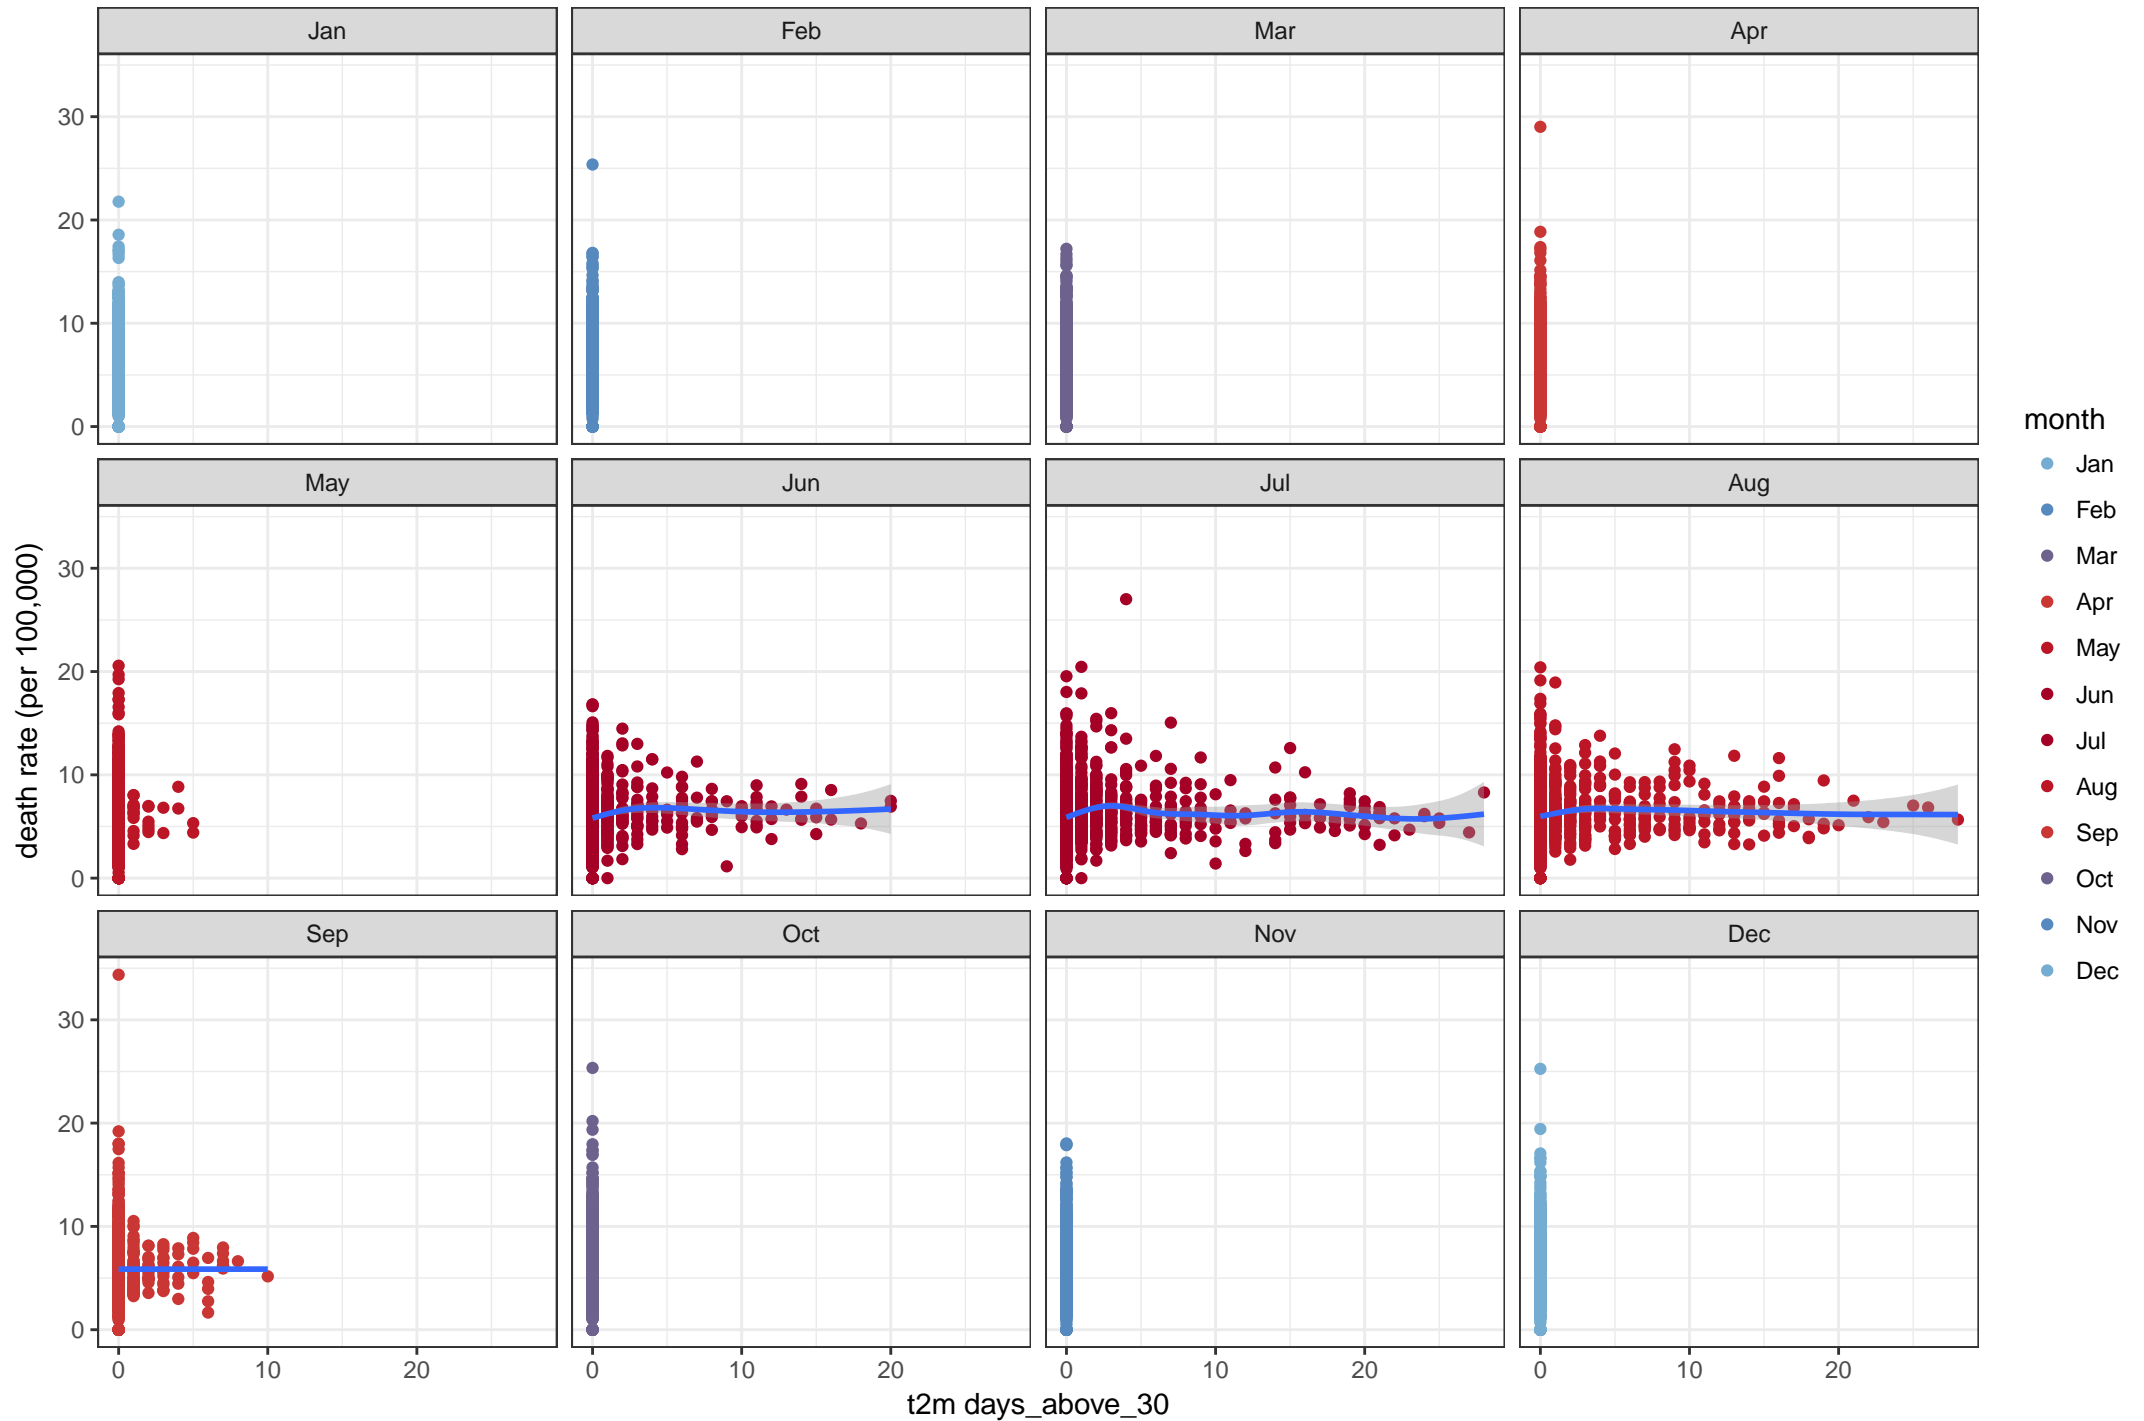 Jan Feb Mar Apr
30
20
10
0
May Jun Jul Aug
30
20
10
0
Sep Oct Nov Dec
30
20
10
0
0 10 20 0 10 20 0 10 20 0 10 20
t2m days_above_30
death rate (per 100,000)
month
Jan
Feb
Mar
Apr
May
Jun
Jul
Aug
Sep
Oct
Nov
Dec